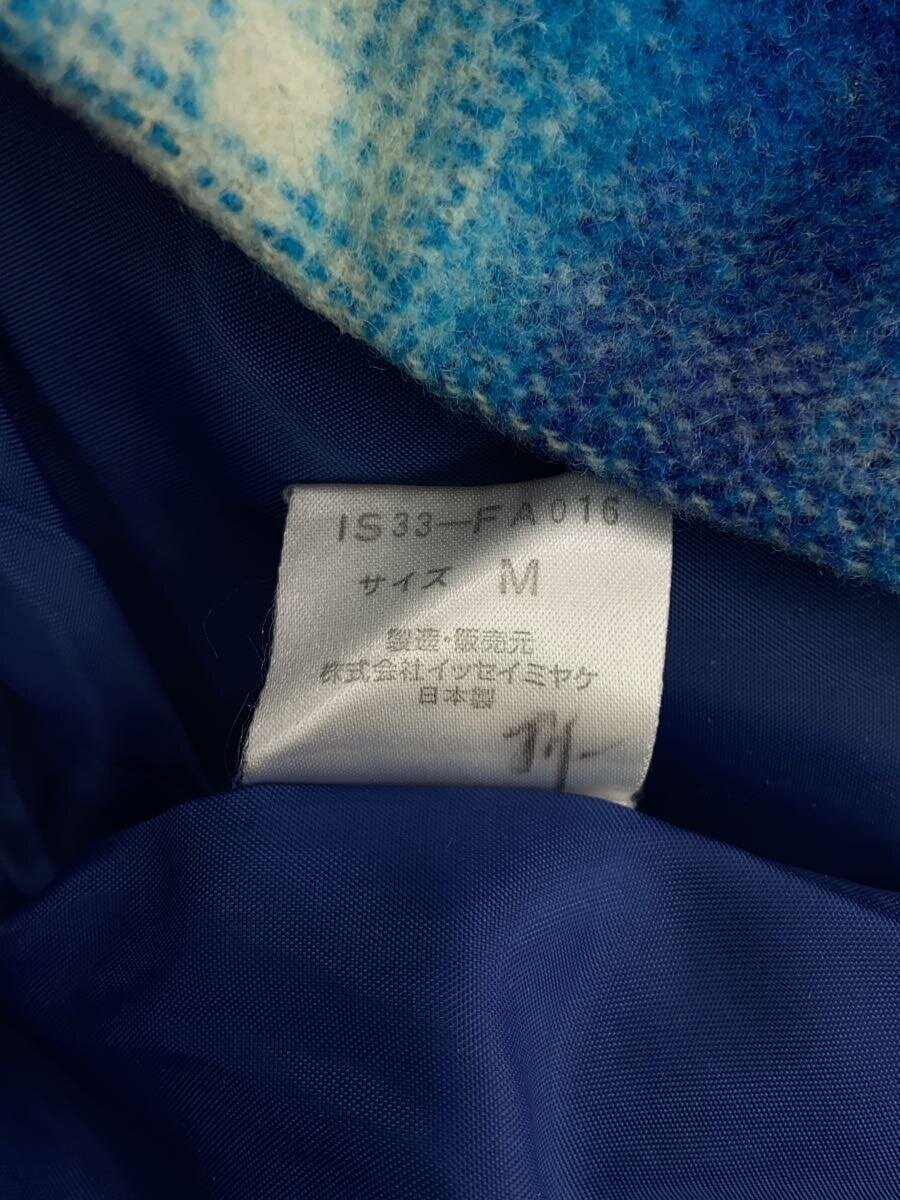 IS33-FA016
サイズ M
製造・販売元
株式会社イッセイミヤケ
日本製